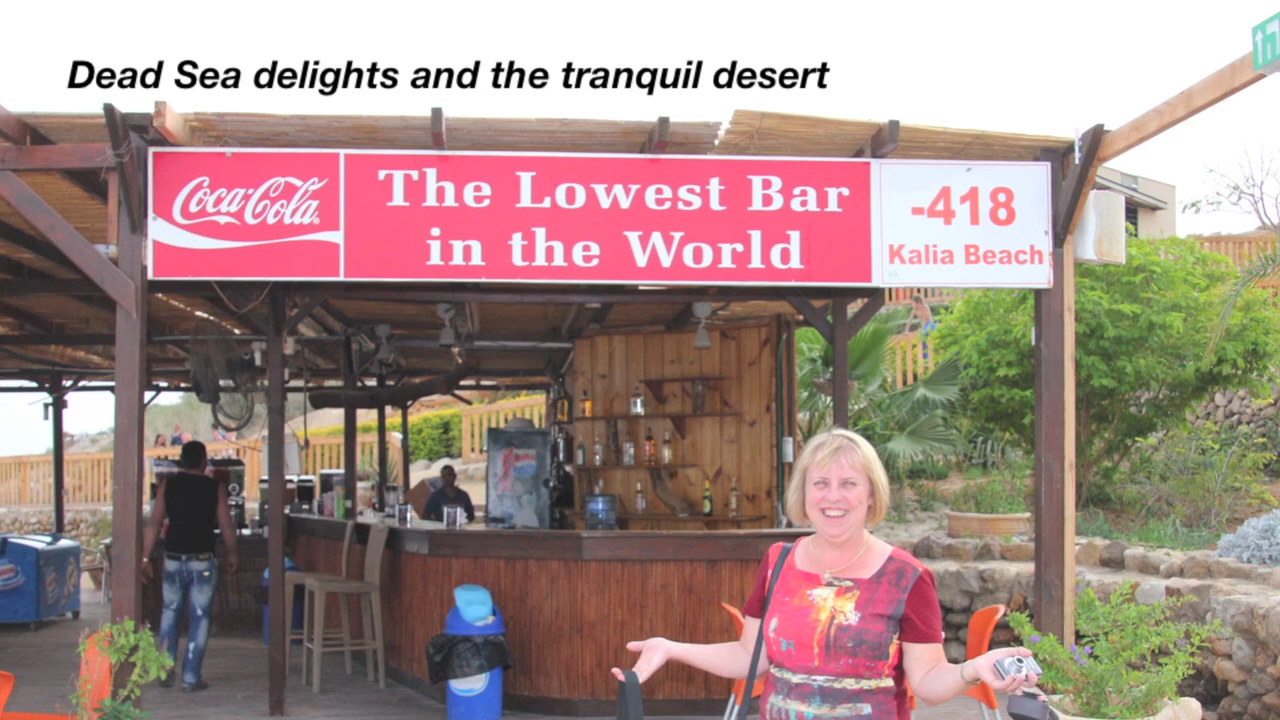 Dead Sea delights and the tranquil desert
Coca-Cola
The Lowest Bar
in the World
-418
Kalia Beach